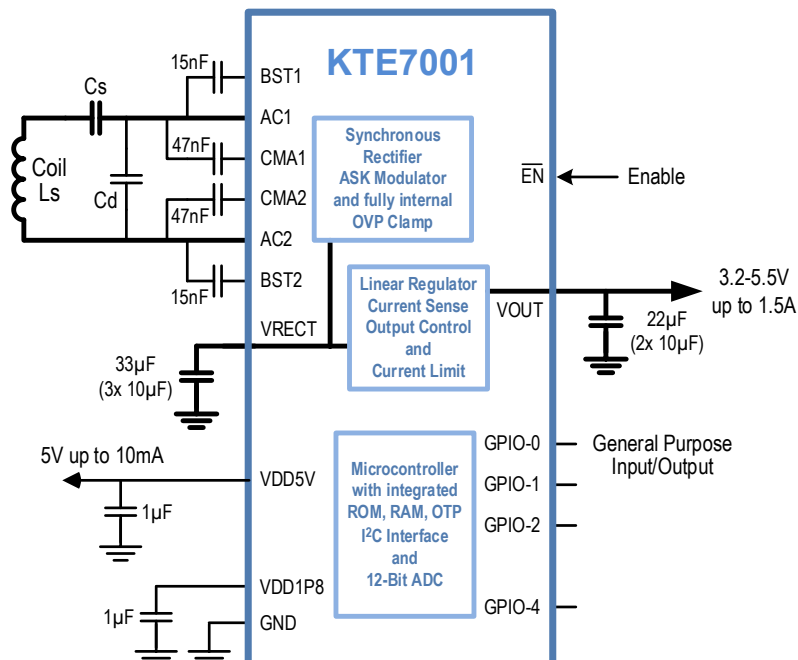 KTE7001
15nF
BST1
Cs
AC1
47nF
CMA1
Coil
Ls
Cd
CMA2
47nF
AC2
BST2
15nF
Synchronous
Rectifier
ASK Modulator
and fully internal
OVP Clamp
EN
Enable
Linear Regulator
Current Sense
Output Control
and
Current Limit
VOUT
3.2-5.5V
up to 1.5A
22µF
(2x 10µF)
VRECT
33µF
(3x 10µF)
5V up to 10mA
VDD5V
1µF
Microcontroller
with integrated
ROM, RAM, OTP
I²C Interface
and
12-Bit ADC
GPIO-0
General Purpose
Input/Output
GPIO-1
GPIO-2
GPIO-4
VDD1P8
1µF
GND